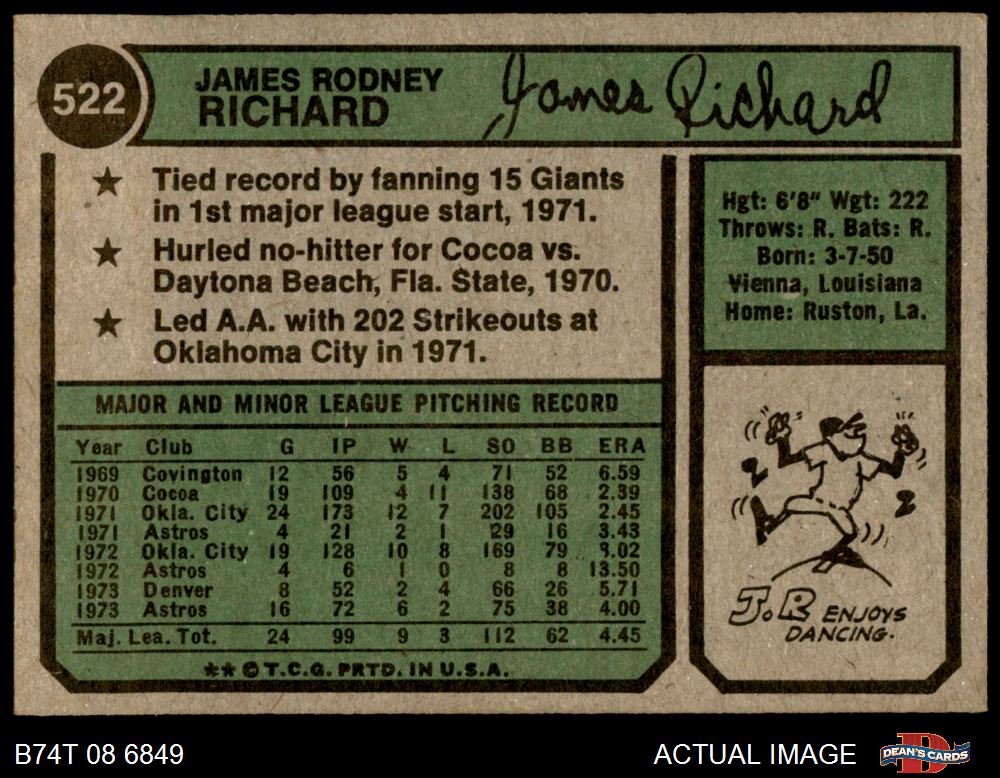 522
JAMES RODNEY
RICHARD
James Richard
★ Tied record by fanning 15 Giants
in 1st major league start, 1971.
★ Hurled no-hitter for Cocoa vs.
Daytona Beach, Fla. State, 1970.
★ Led A.A. with 202 Strikeouts at
Oklahoma City in 1971.
Hgt: 6'8" Wgt: 222
Throws: R. Bats: R.
Born: 3-7-50
Vienna, Louisiana
Home: Ruston, La.
MAJOR AND MINOR LEAGUE PITCHING RECORD
Year Club G IP W L SO BB ERA
1969 Covington 12 56 5 4 71 52 6.59
1970 Cocoa 19 109 4 11 138 68 2.39
1971 Okla. City 24 173 12 7 202 105 2.45
1971 Astros 4 21 2 1 29 16 3.43
1972 Okla. City 19 128 10 8 169 79 3.02
1972 Astros 4 6 1 0 8 8 13.50
1973 Denver 8 52 2 4 66 26 5.71
1973 Astros 16 72 6 2 75 38 4.00
Maj. Lea. Tot. 24 99 9 3 112 62 4.45
** © T.C.G. PRTD. IN U.S.A.
J.R ENJOYS
DANCING.
B74T 08 6849
ACTUAL IMAGE
DEAN'S CARDS